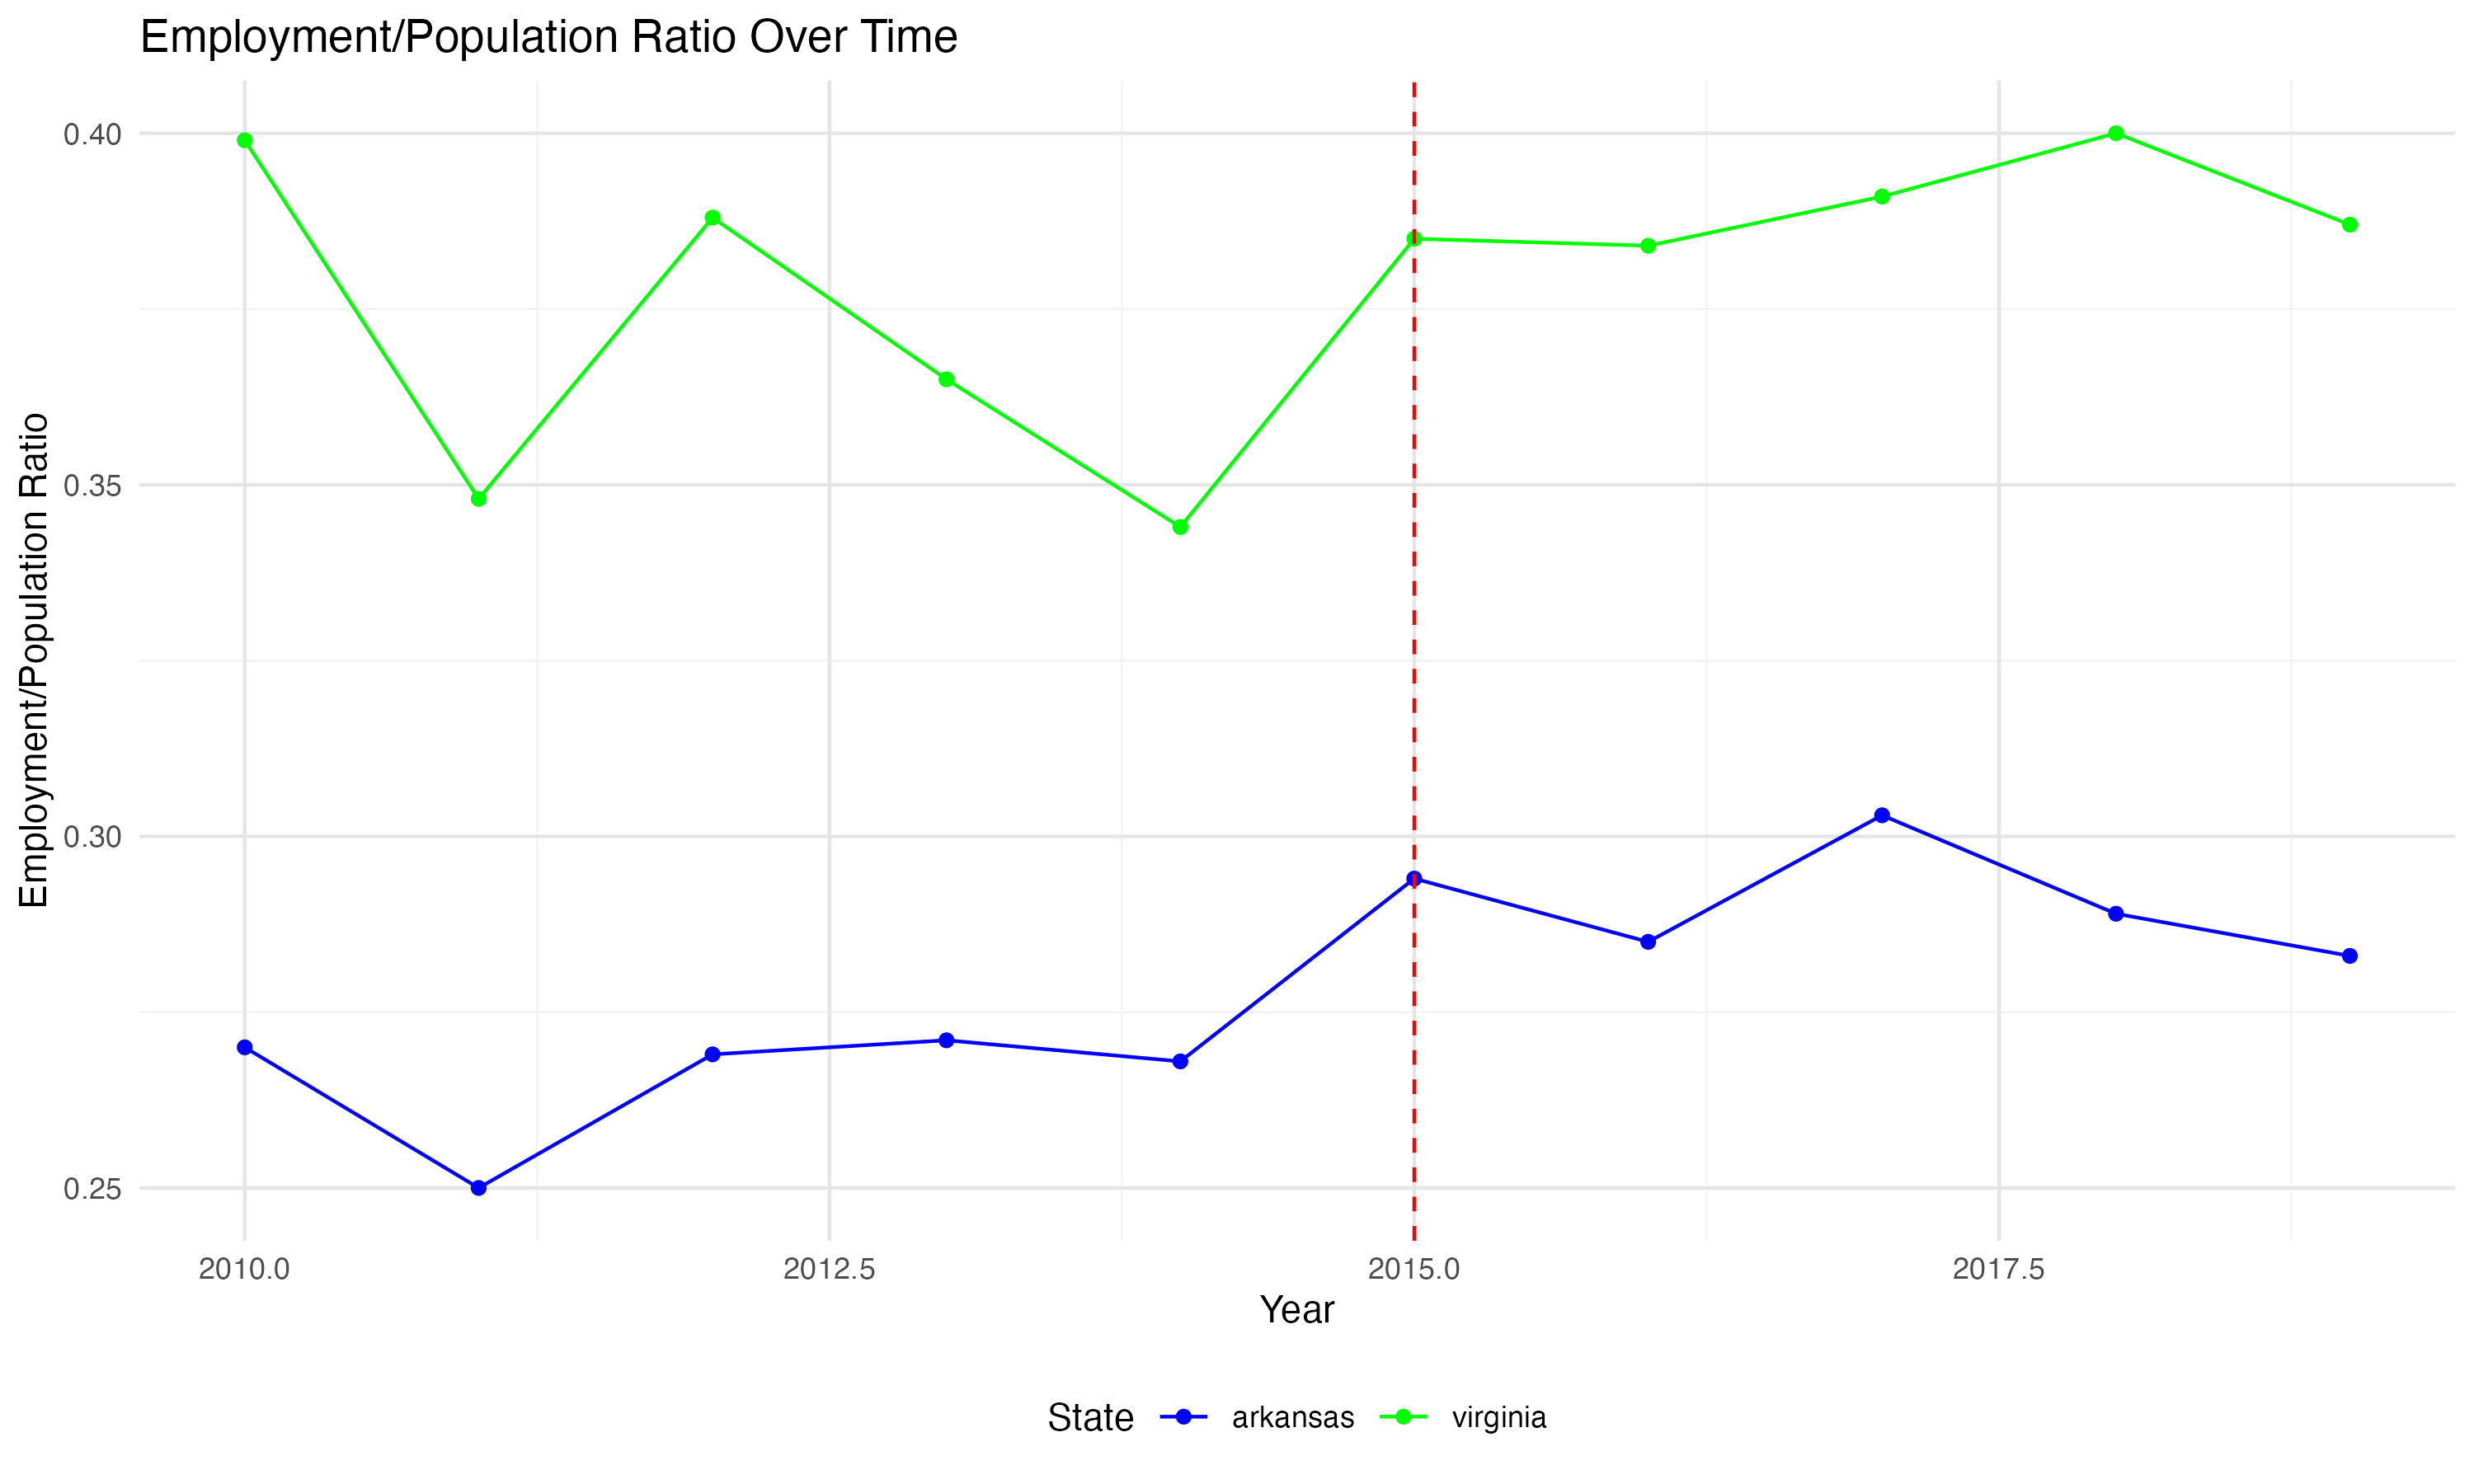 Employment/Population Ratio Over Time
Employment/Population Ratio
0.40
0.35
0.30
0.25
2010.0 2012.5 2015.0 2017.5
Year
State arkansas virginia